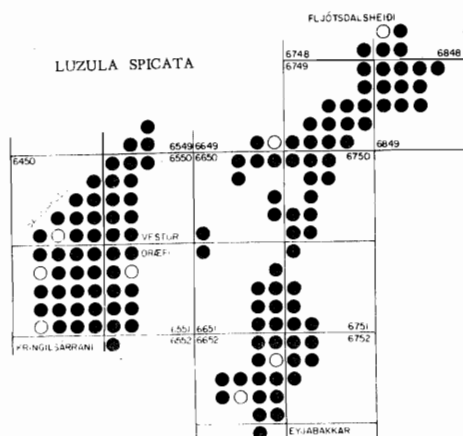 FLJÓTSDALSHEIÐI
LUZULA SPICATA
6748 6848
6749
6549 6649
6450 6550 6650 6750 6849
VESTUR
ÖRÆFI
6551 6651 6751
KRINGILSÁRRANI 6552 6652 6752
EYJABAKKAR